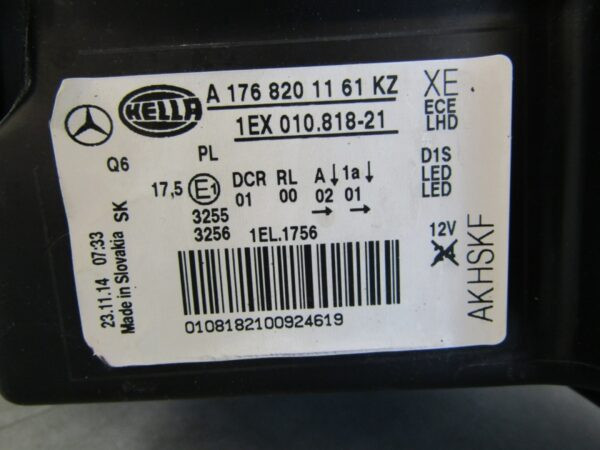 HELLA
A 176 820 11 61 KZ
XE
1EX 010.818-21
ECE
LHD
Q6
PL
17,5 E1
DCR RL A↓ 1a↓
01 00 02 01
→ →
D1S
LED
LED
3255
3256 1EL.1756
12V
24
AKHSKF
23.11.14 07:33
Made in Slovakia SK
0108182100924619